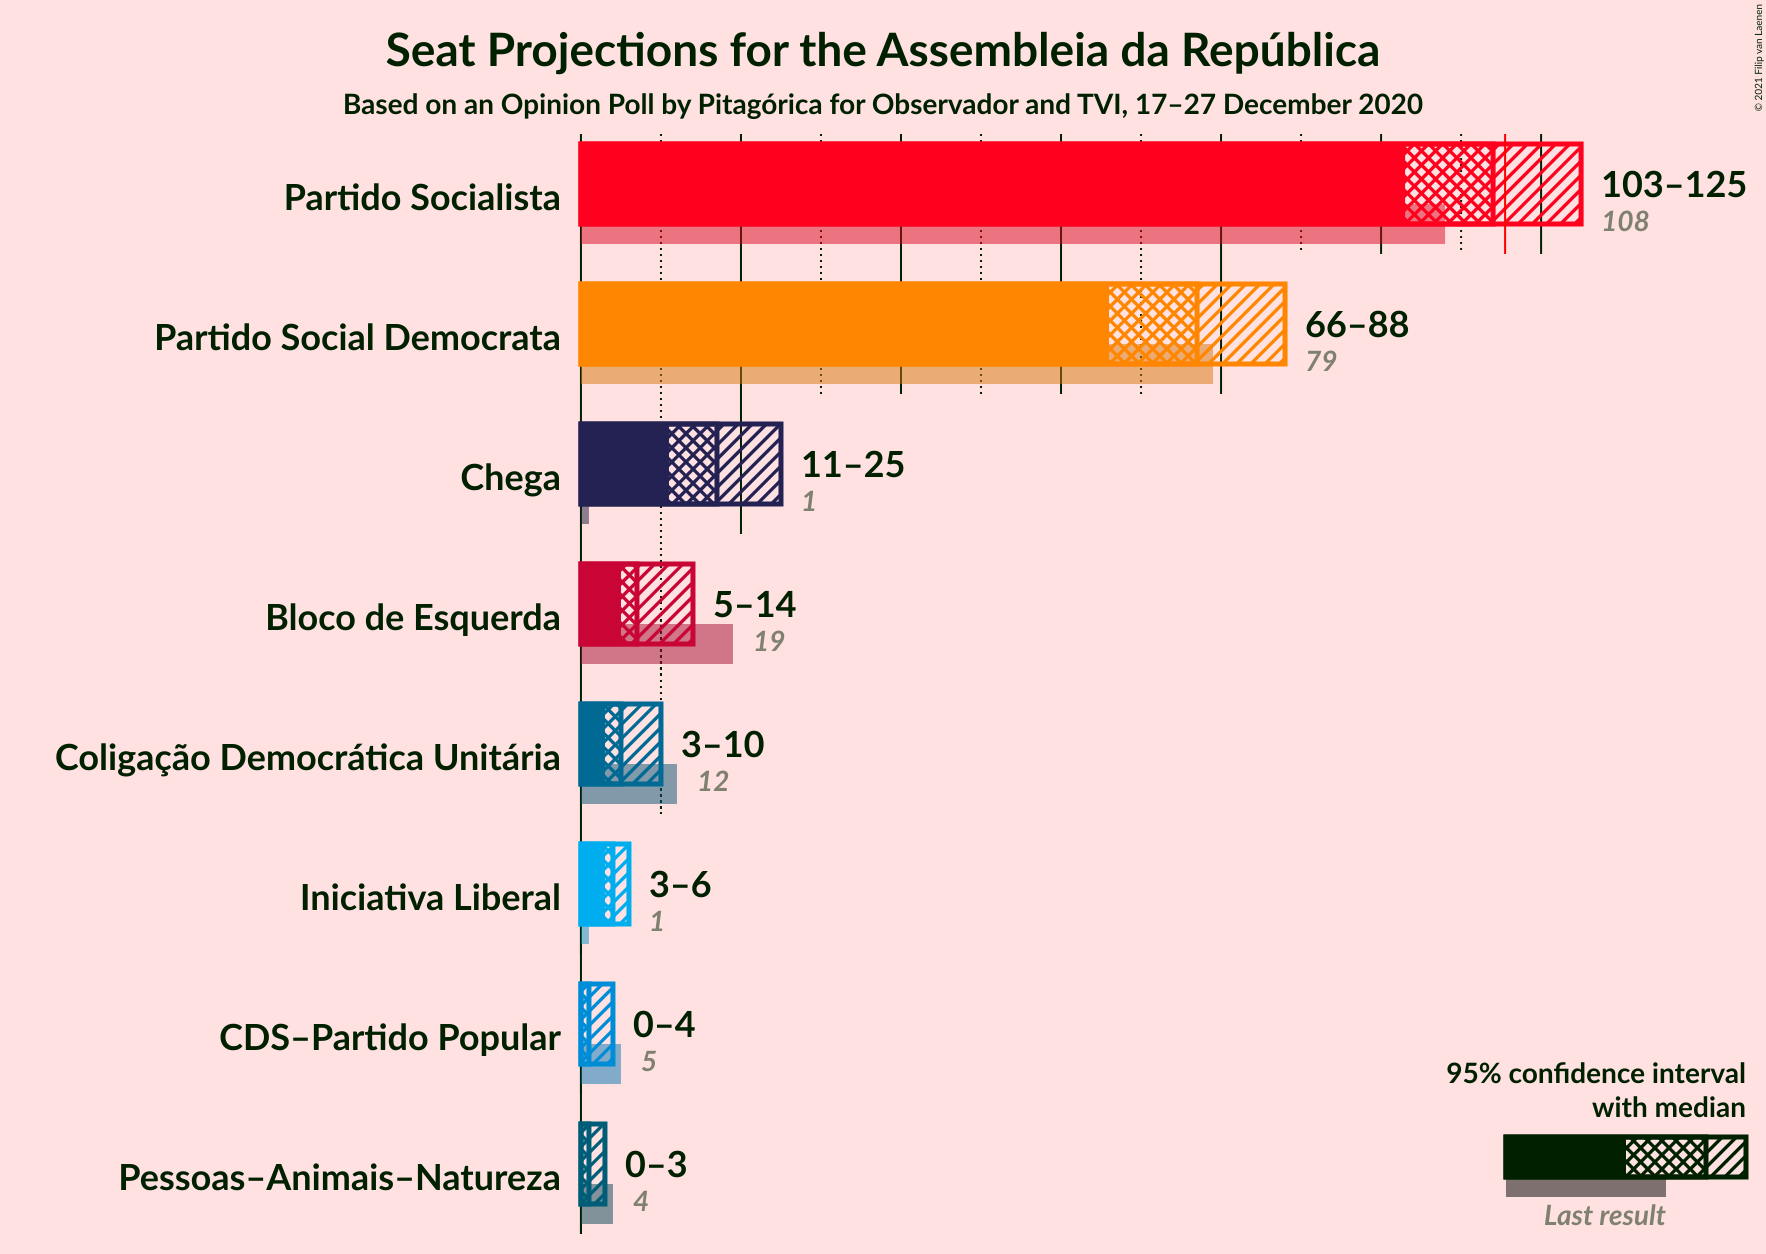 Seat Projections for the Assembleia da República
Based on an Opinion Poll by Pitagórica for Observador and TVI, 17–27 December 2020
© 2021 Filip van Laenen
Partido Socialista
103–125
108
Partido Social Democrata
66–88
79
Chega
11–25
1
Bloco de Esquerda
5–14
19
Coligação Democrática Unitária
3–10
12
Iniciativa Liberal
3–6
1
CDS–Partido Popular
0–4
5
Pessoas–Animais–Natureza
0–3
4
95% confidence interval
with median
Last result